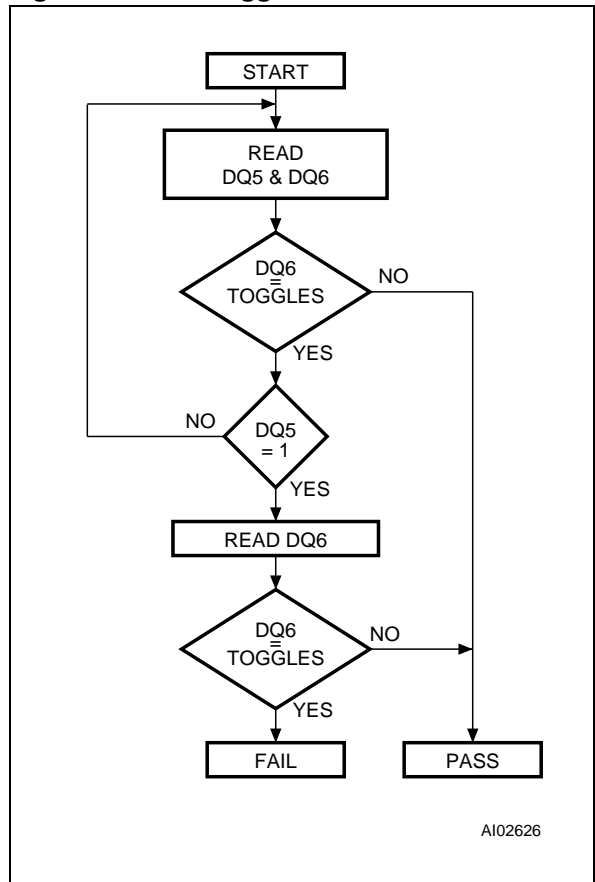 START
READ
DQ5 & DQ6
DQ6
=
TOGGLES
NO
YES
NO
DQ5
= 1
YES
READ DQ6
DQ6
=
TOGGLES
NO
YES
FAIL
PASS
AI02626